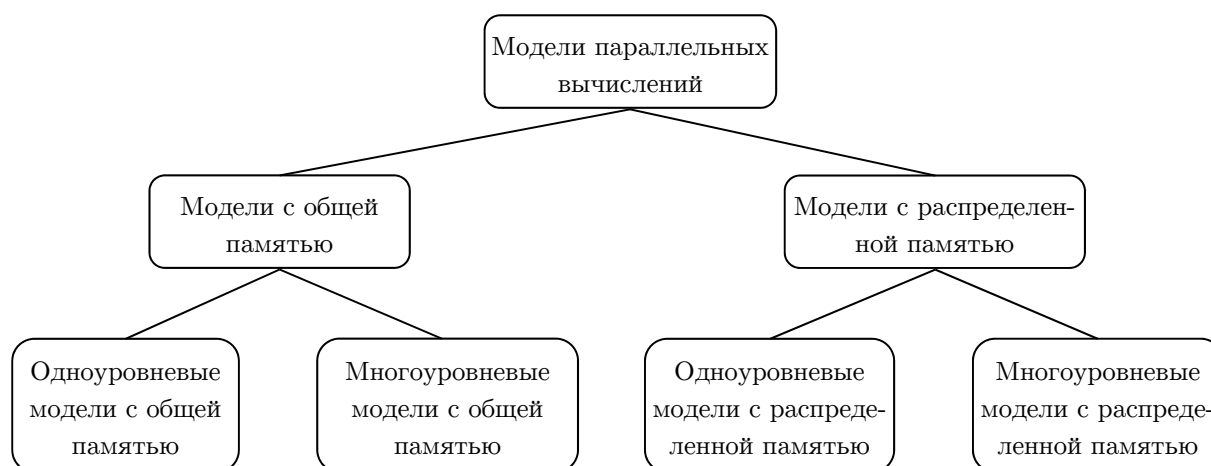 Модели параллельных
вычислений
Модели с общей
памятью
Модели с распределен-
ной памятью
Одноуровневые
модели с общей
памятью
Многоуровневые
модели с общей
памятью
Одноуровневые
модели с распреде-
ленной памятью
Многоуровневые
модели с распреде-
ленной памятью